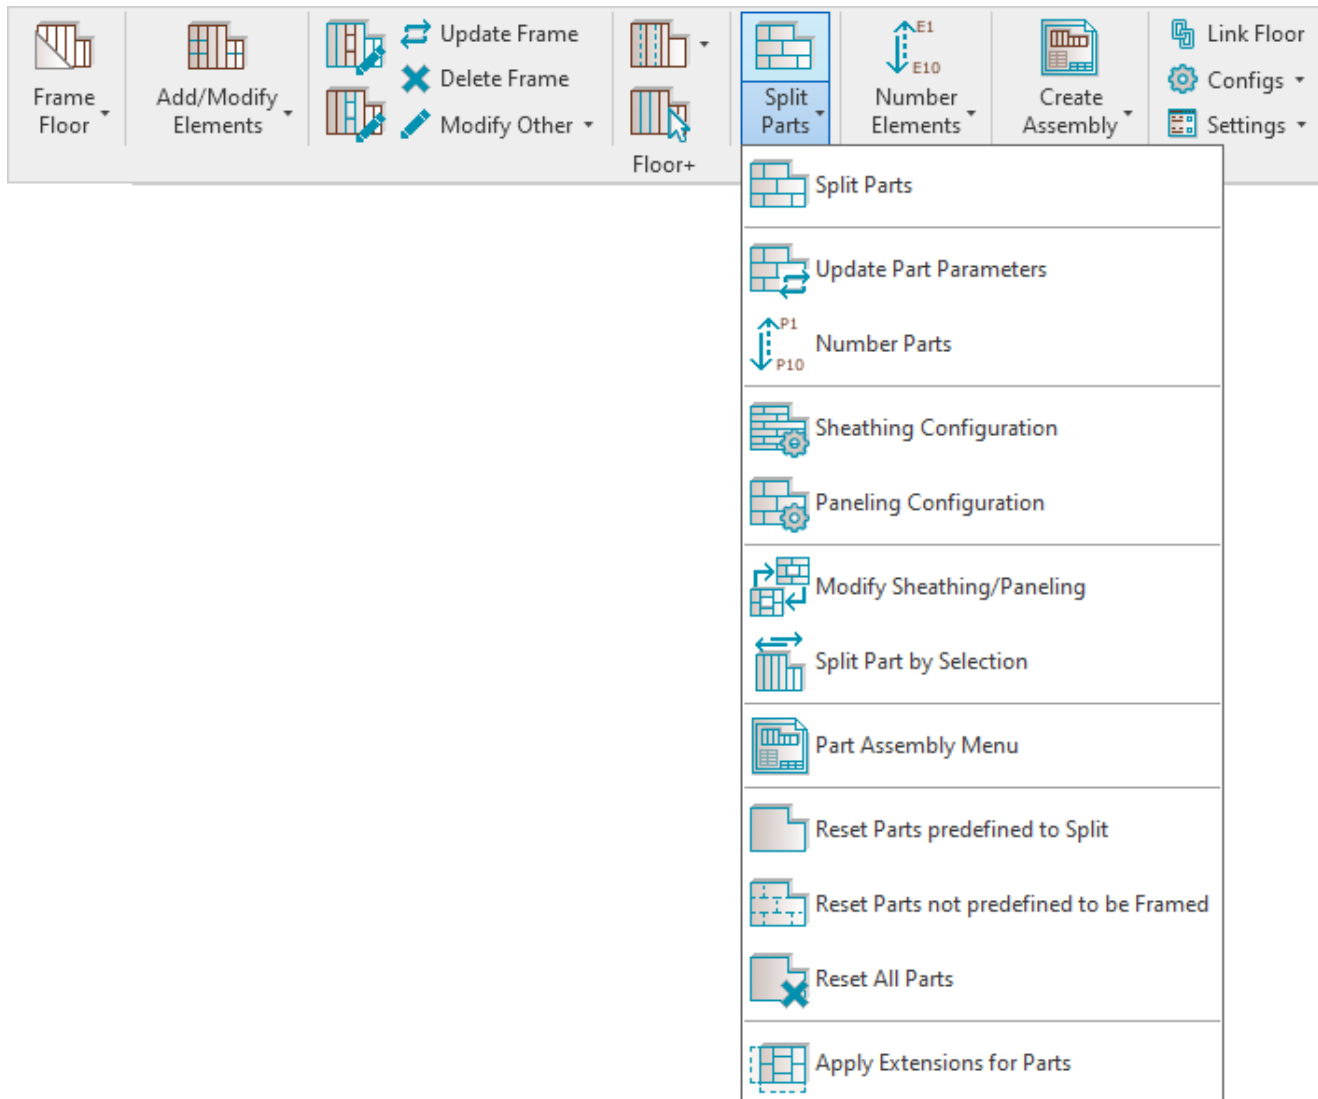 Frame
Floor
Add/Modify
Elements
Update Frame
Delete Frame
Modify Other
Floor+
Split
Parts
E1
E10
Number
Elements
Create
Assembly
Link Floor
Configs
Settings
Split Parts
Update Part Parameters
P1
P10
Number Parts
Sheathing Configuration
Paneling Configuration
Modify Sheathing/Paneling
Split Part by Selection
Part Assembly Menu
Reset Parts predefined to Split
Reset Parts not predefined to be Framed
Reset All Parts
Apply Extensions for Parts